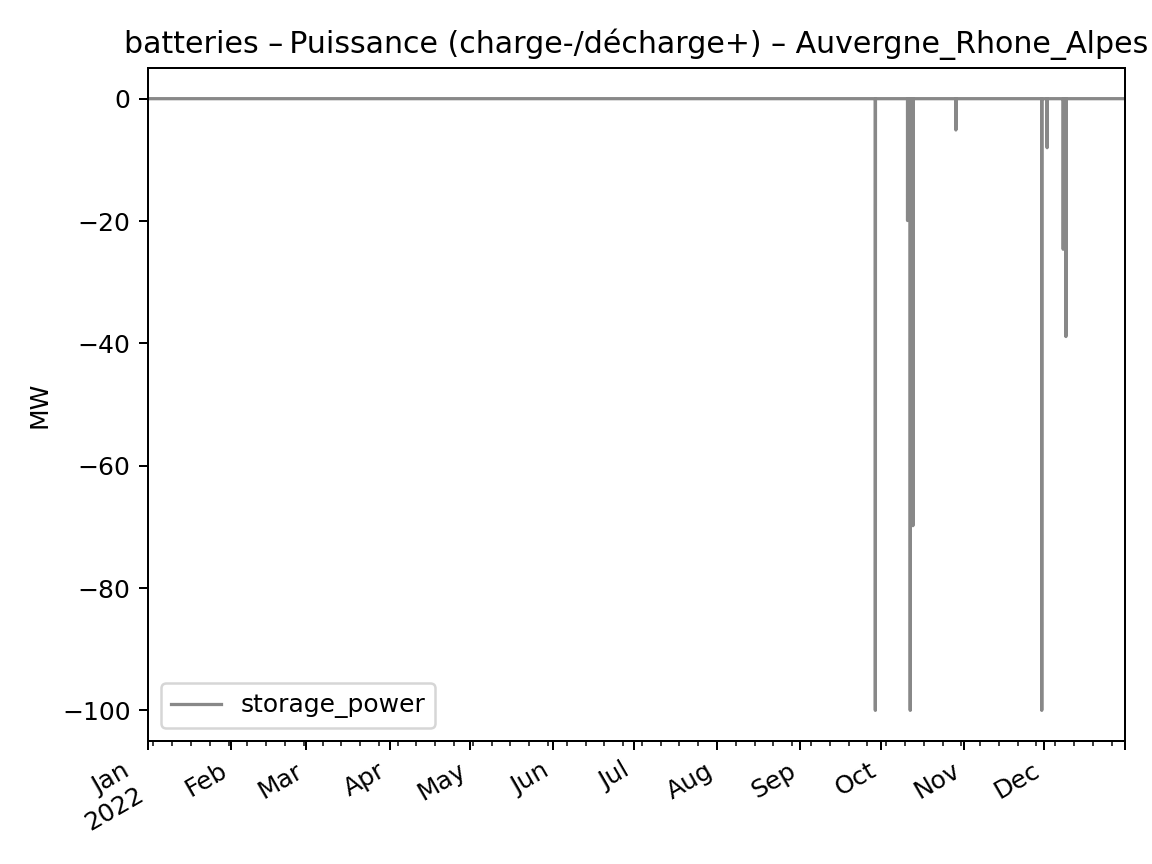 batteries – Puissance (charge-/décharge+) – Auvergne_Rhone_Alpes
0
−20
−40
−60
−80
−100
MW
storage_power
Jan
2022
Feb
Mar
Apr
May
Jun
Jul
Aug
Sep
Oct
Nov
Dec